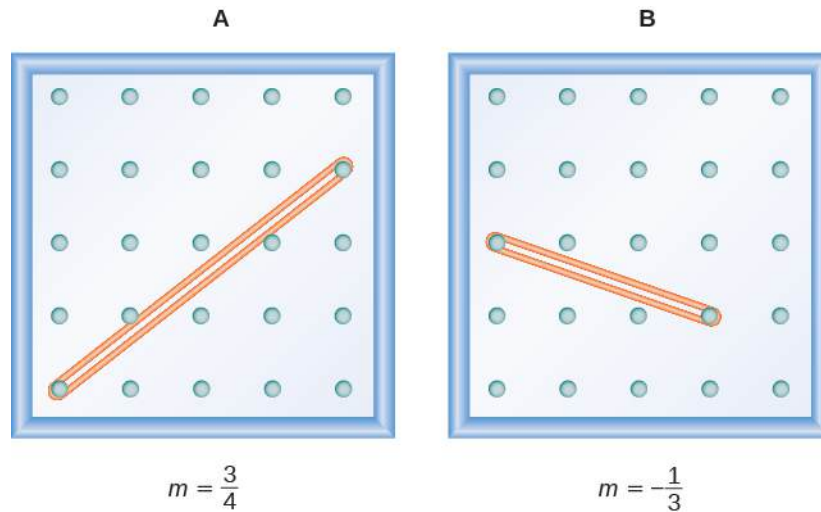 A B
m = 3/4 m = -1/3